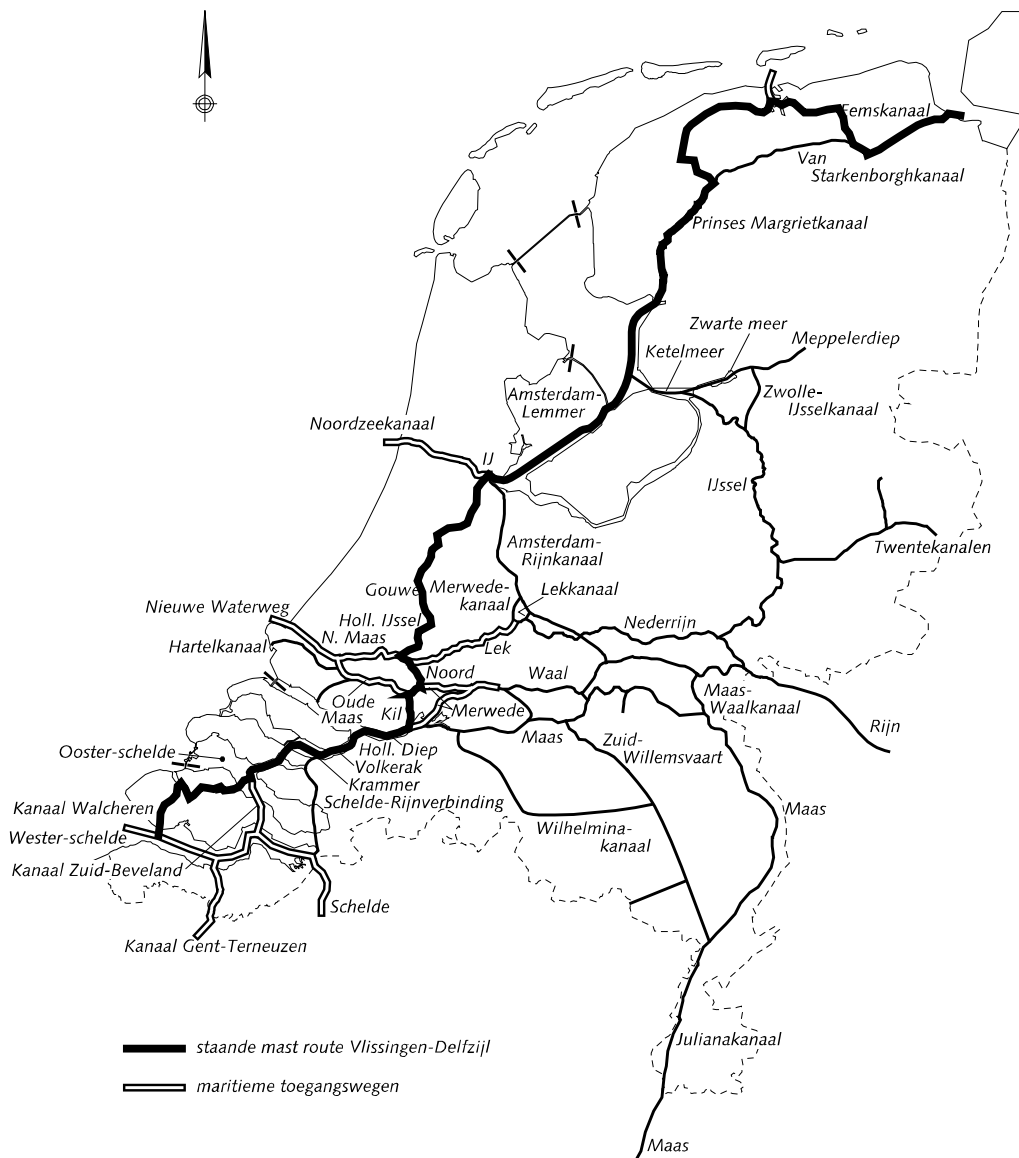 Eemskanaal
Van
Starkenborghkanaal
Prinses Margrietkanaal
Zwarte meer
Ketelmeer
Meppelerdiep
Amsterdam-
Lemmer
Zwolle-
IJsselkanaal
Noordzeekanaal
IJ
IJssel
Amsterdam-
Rijnkanaal
Twentekanalen
Gouwe
Merwede-
kanaal
Lekkanaal
Nieuwe Waterweg
Holl. IJssel
N. Maas
Hartelkanaal
Lek
Nederrijn
Noord
Waal
Oude
Maas
Kil
Merwede
Maas-
Waalkanaal
Rijn
Ooster-schelde
Holl. Diep
Volkerak
Krammer
Schelde-Rijnverbinding
Maas
Zuid-
Willemsvaart
Kanaal Walcheren
Wester-schelde
Kanaal Zuid-Beveland
Wilhelmina-
kanaal
Maas
Schelde
Kanaal Gent-Terneuzen
Julianakanaal
staande mast route Vlissingen-Delfzijl
maritieme toegangswegen
Maas